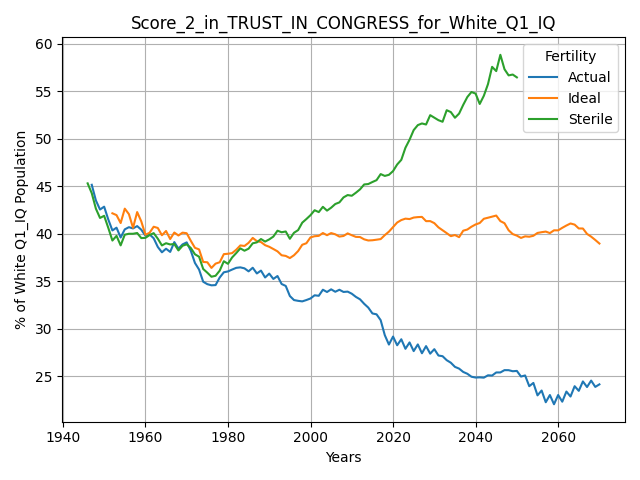 Score_2_in_TRUST_IN_CONGRESS_for_White_Q1_IQ
% of White Q1_IQ Population
60
55
50
45
40
35
30
25
Fertility
Actual
Ideal
Sterile
1940 1960 1980 2000 2020 2040 2060
Years